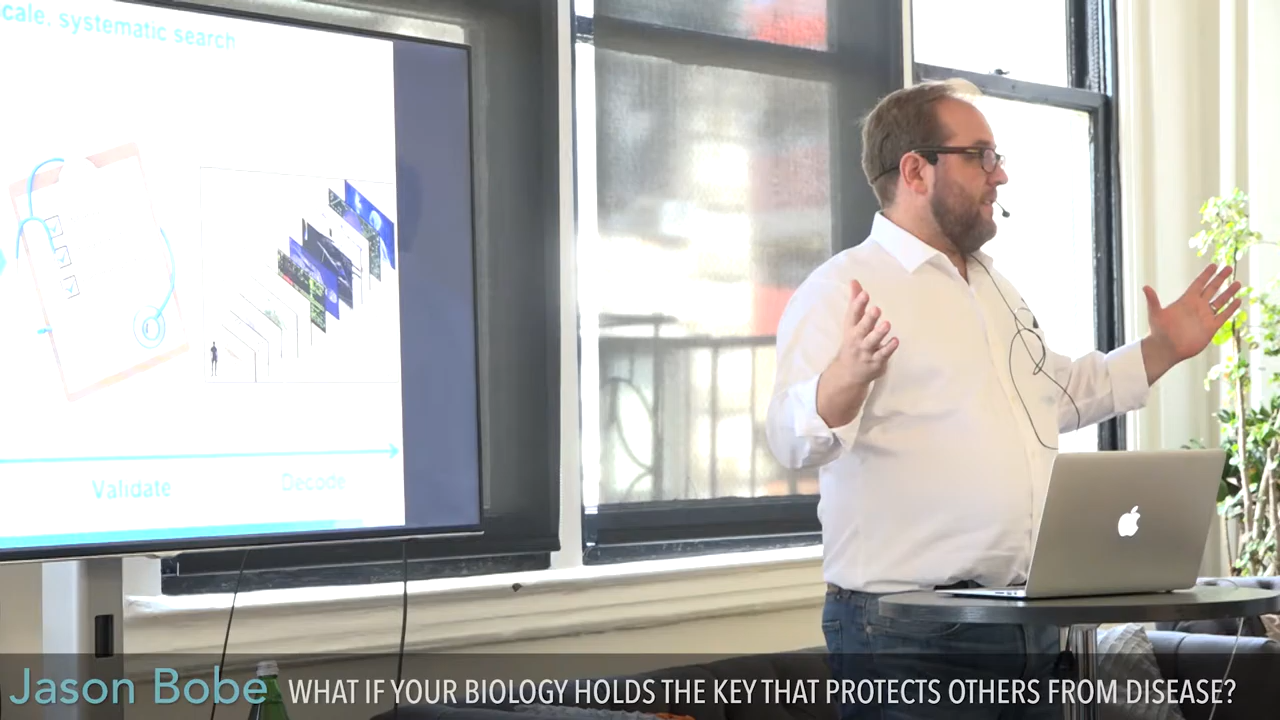 cale, systematic search
Validate
Decode
Jason Bobe
WHAT IF YOUR BIOLOGY HOLDS THE KEY THAT PROTECTS OTHERS FROM DISEASE?